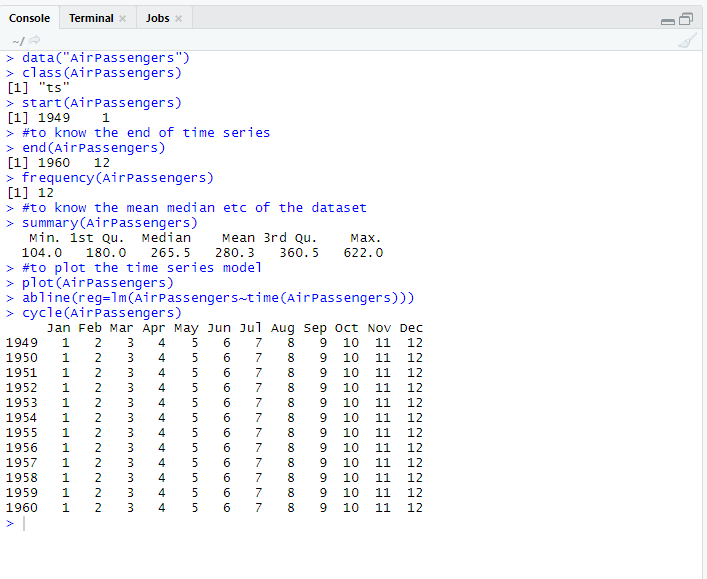 Console Terminal × Jobs ×
~/
> data("AirPassengers")
> class(AirPassengers)
[1] "ts"
> start(AirPassengers)
[1] 1949    1
> #to know the end of time series
> end(AirPassengers)
[1] 1960   12
> frequency(AirPassengers)
[1] 12
> #to know the mean median etc of the dataset
> summary(AirPassengers)
   Min. 1st Qu.  Median    Mean 3rd Qu.    Max.
  104.0   180.0   265.5   280.3   360.5   622.0
> #to plot the time series model
> plot(AirPassengers)
> abline(reg=lm(AirPassengers~time(AirPassengers)))
> cycle(AirPassengers)
     Jan Feb Mar Apr May Jun Jul Aug Sep Oct Nov Dec
1949   1   2   3   4   5   6   7   8   9  10  11  12
1950   1   2   3   4   5   6   7   8   9  10  11  12
1951   1   2   3   4   5   6   7   8   9  10  11  12
1952   1   2   3   4   5   6   7   8   9  10  11  12
1953   1   2   3   4   5   6   7   8   9  10  11  12
1954   1   2   3   4   5   6   7   8   9  10  11  12
1955   1   2   3   4   5   6   7   8   9  10  11  12
1956   1   2   3   4   5   6   7   8   9  10  11  12
1957   1   2   3   4   5   6   7   8   9  10  11  12
1958   1   2   3   4   5   6   7   8   9  10  11  12
1959   1   2   3   4   5   6   7   8   9  10  11  12
1960   1   2   3   4   5   6   7   8   9  10  11  12
>